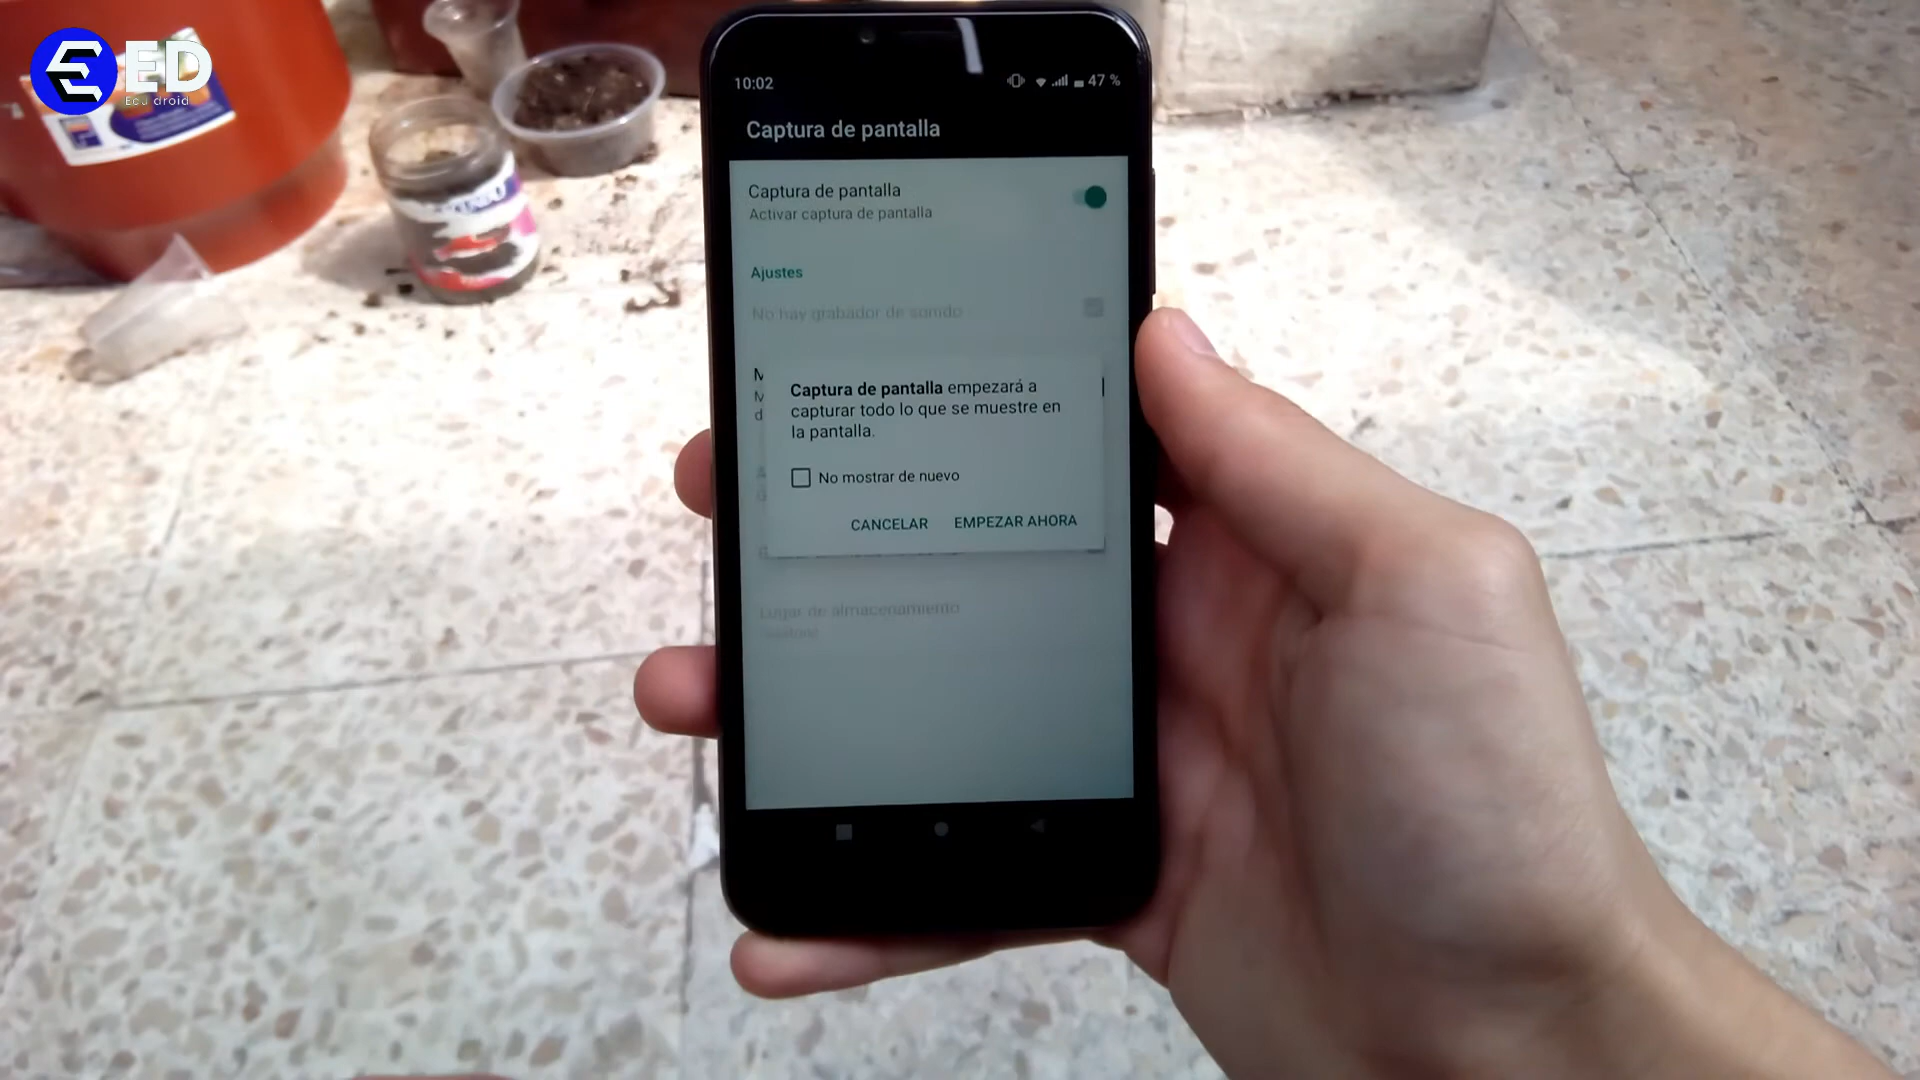 ED
Ecu droid
10:02
47 %
Captura de pantalla
Captura de pantalla
Activar captura de pantalla
Ajustes
No hay grabador de sonido
M
M
d
Captura de pantalla empezará a
capturar todo lo que se muestre en
la pantalla.
No mostrar de nuevo
CANCELAR EMPEZAR AHORA
Lugar de almacenamiento